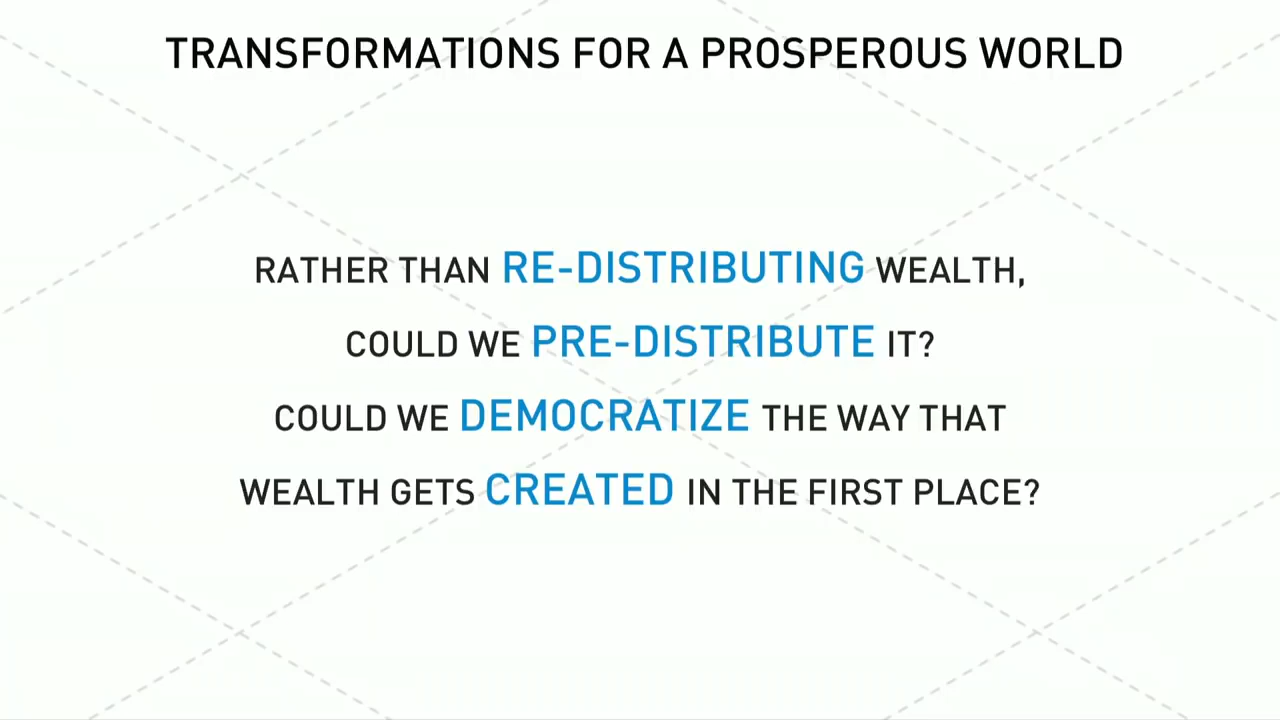 TRANSFORMATIONS FOR A PROSPEROUS WORLD
RATHER THAN RE-DISTRIBUTING WEALTH,
COULD WE PRE-DISTRIBUTE IT?
COULD WE DEMOCRATIZE THE WAY THAT
WEALTH GETS CREATED IN THE FIRST PLACE?